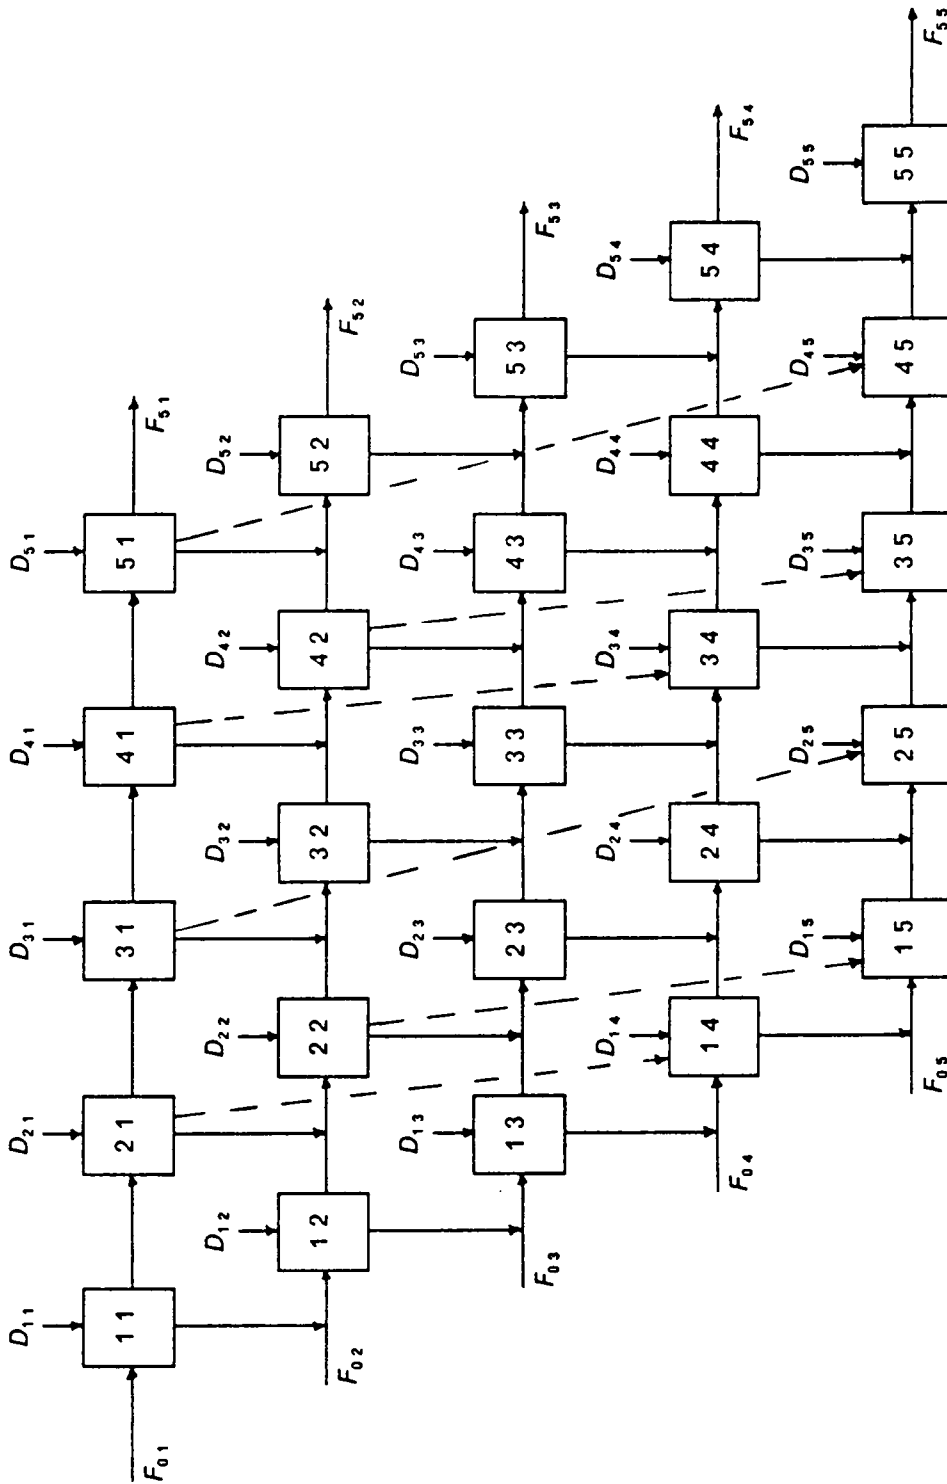 D₁₁ D₂₁ D₃₁ D₄₁ D₅₁
11 21 31 41 51
F₀₁ F₅₁
D₁₂ D₂₂ D₃₂ D₄₂ D₅₂
12 22 32 42 52
F₀₂ F₅₂
D₁₃ D₂₃ D₃₃ D₄₃ D₅₃
13 23 33 43 53
F₀₃ F₅₃
D₁₄ D₂₄ D₃₄ D₄₄ D₅₄
14 24 34 44 54
F₀₄ F₅₄
D₁₅ D₂₅ D₃₅ D₄₅ D₅₅
15 25 35 45 55
F₀₅ F₅₅